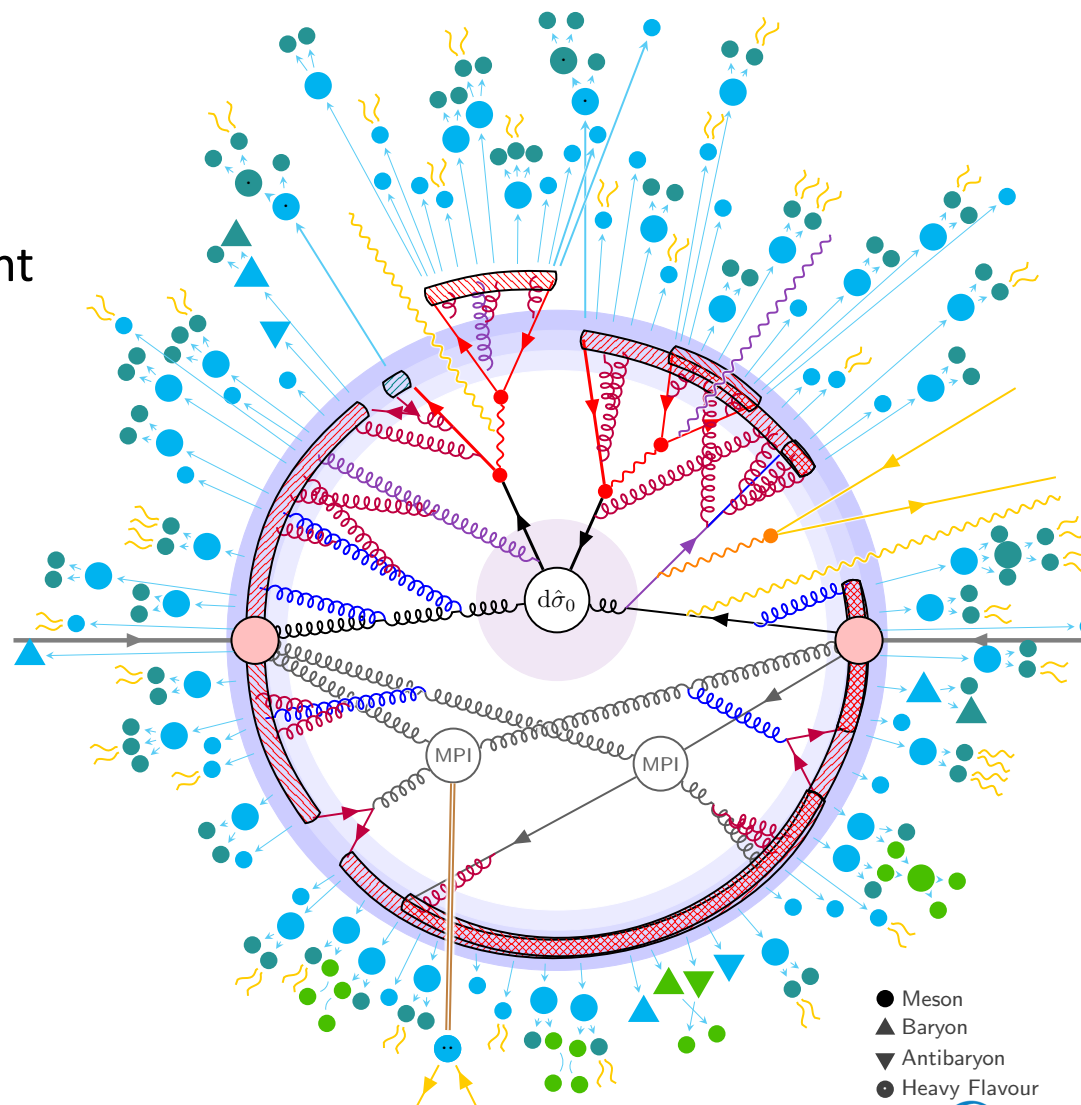 nt
dσ̂₀
MPI
MPI
Meson
Baryon
Antibaryon
Heavy Flavour